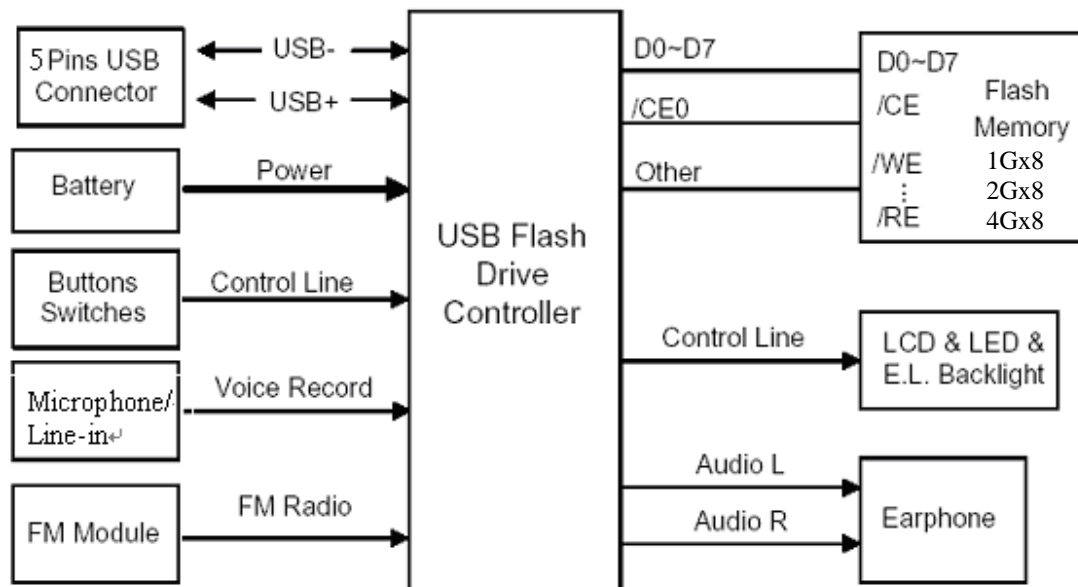 5 Pins USB
Connector
USB-
USB+
Battery
Power
Buttons
Switches
Control Line
Microphone/
Line-in↵
Voice Record
FM Module
FM Radio
USB Flash
Drive
Controller
D0~D7
/CE0
Other
D0~D7
/CE
/WE
⋮
/RE
Flash
Memory
1Gx8
2Gx8
4Gx8
Control Line
LCD & LED &
E.L. Backlight
Audio L
Audio R
Earphone